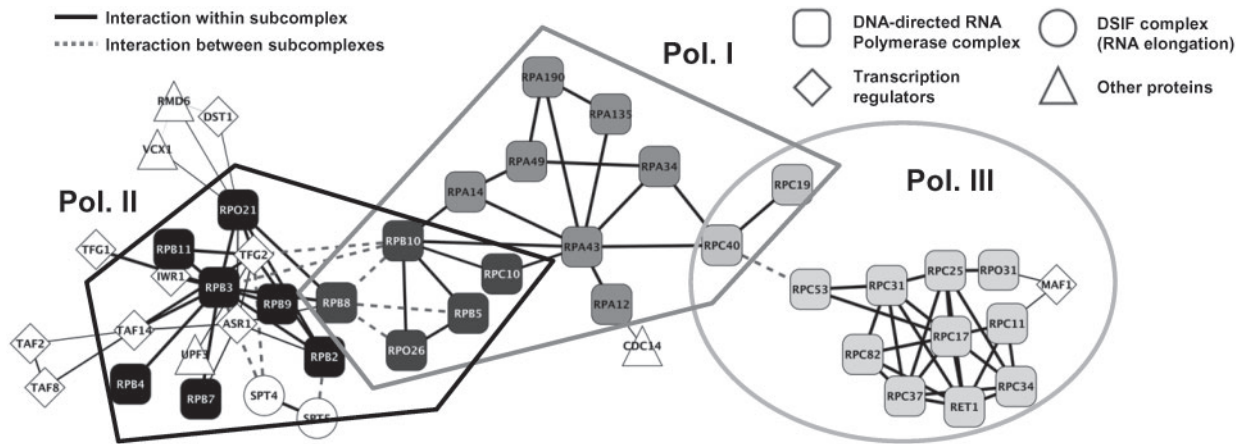 Interaction within subcomplex
Interaction between subcomplexes
DNA-directed RNA
Polymerase complex
DSIF complex
(RNA elongation)
Transcription
regulators
Other proteins
Pol. I
Pol. II
Pol. III
RMD6
DST1
VCX1
RPO21
TFG1
RPB11
TFG2
IWR1
RPB3
RPB9
RPB8
TAF14
ASR1
TAF2
UPF3
RPB2
TAF8
RPB4
RPB7
SPT4
SPT5
RPA190
RPA135
RPA49
RPA34
RPA14
RPB10
RPA43
RPC40
RPC19
RPC10
RPB5
RPA12
RPO26
CDC14
RPC53
RPC31
RPC25
RPO31
MAF1
RPC17
RPC11
RPC82
RPC37
RET1
RPC34